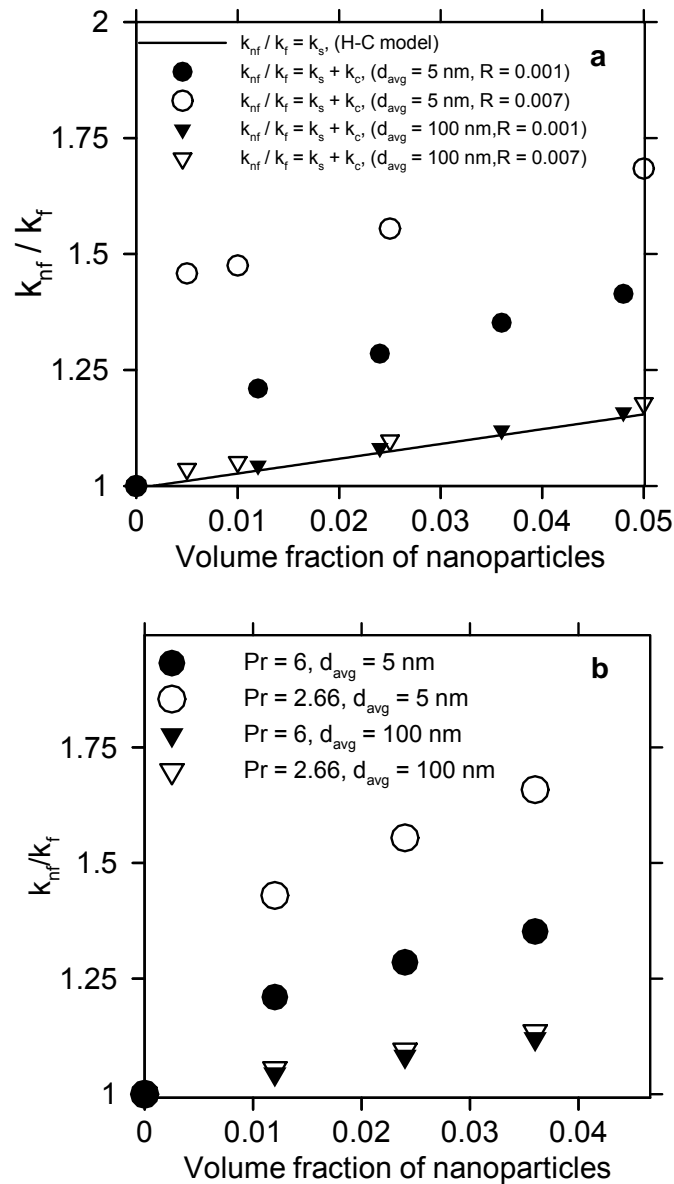 2
k_nf / k_f = k_s, (H-C model)
a
k_nf / k_f = k_s + k_c, (d_avg = 5 nm, R = 0.001)
k_nf / k_f = k_s + k_c, (d_avg = 5 nm, R = 0.007)
k_nf / k_f = k_s + k_c, (d_avg = 100 nm,R = 0.001)
k_nf / k_f = k_s + k_c, (d_avg = 100 nm,R = 0.007)
1.75
k_nf / k_f
1.5
1.25
1
0 0.01 0.02 0.03 0.04 0.05
Volume fraction of nanoparticles
Pr = 6, d_avg = 5 nm
b
Pr = 2.66, d_avg = 5 nm
Pr = 6, d_avg = 100 nm
Pr = 2.66, d_avg = 100 nm
1.75
k_nf/k_f
1.5
1.25
1
0 0.01 0.02 0.03 0.04
Volume fraction of nanoparticles